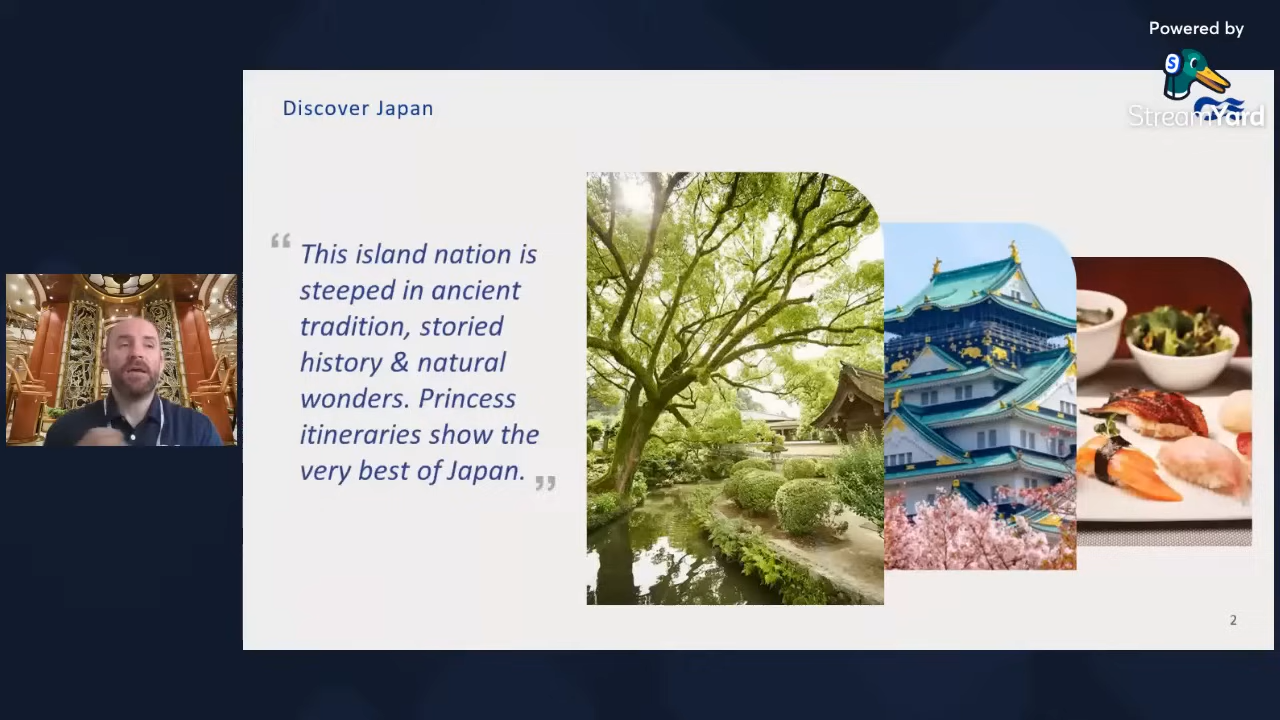 Powered by
S
StreamYard
Discover Japan
“ This island nation is
steeped in ancient
tradition, storied
history & natural
wonders. Princess
itineraries show the
very best of Japan. ”
2